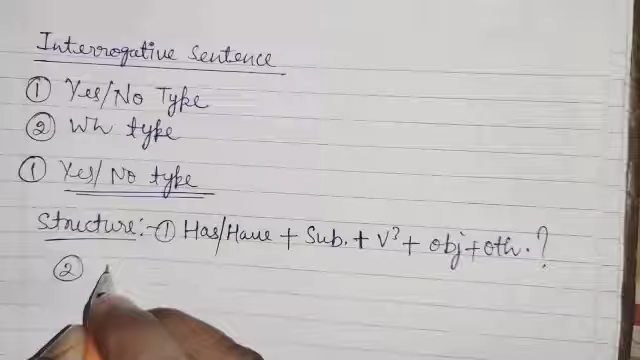 Interrogative Sentence
① Yes/No Type
② Wh type
① Yes/No type
Structure:- ① Has/Have + Sub. + V³ + obj + oth. ?
②